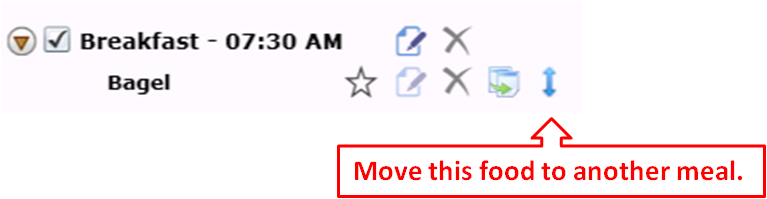 Breakfast - 07:30 AM
Bagel
Move this food to another meal.